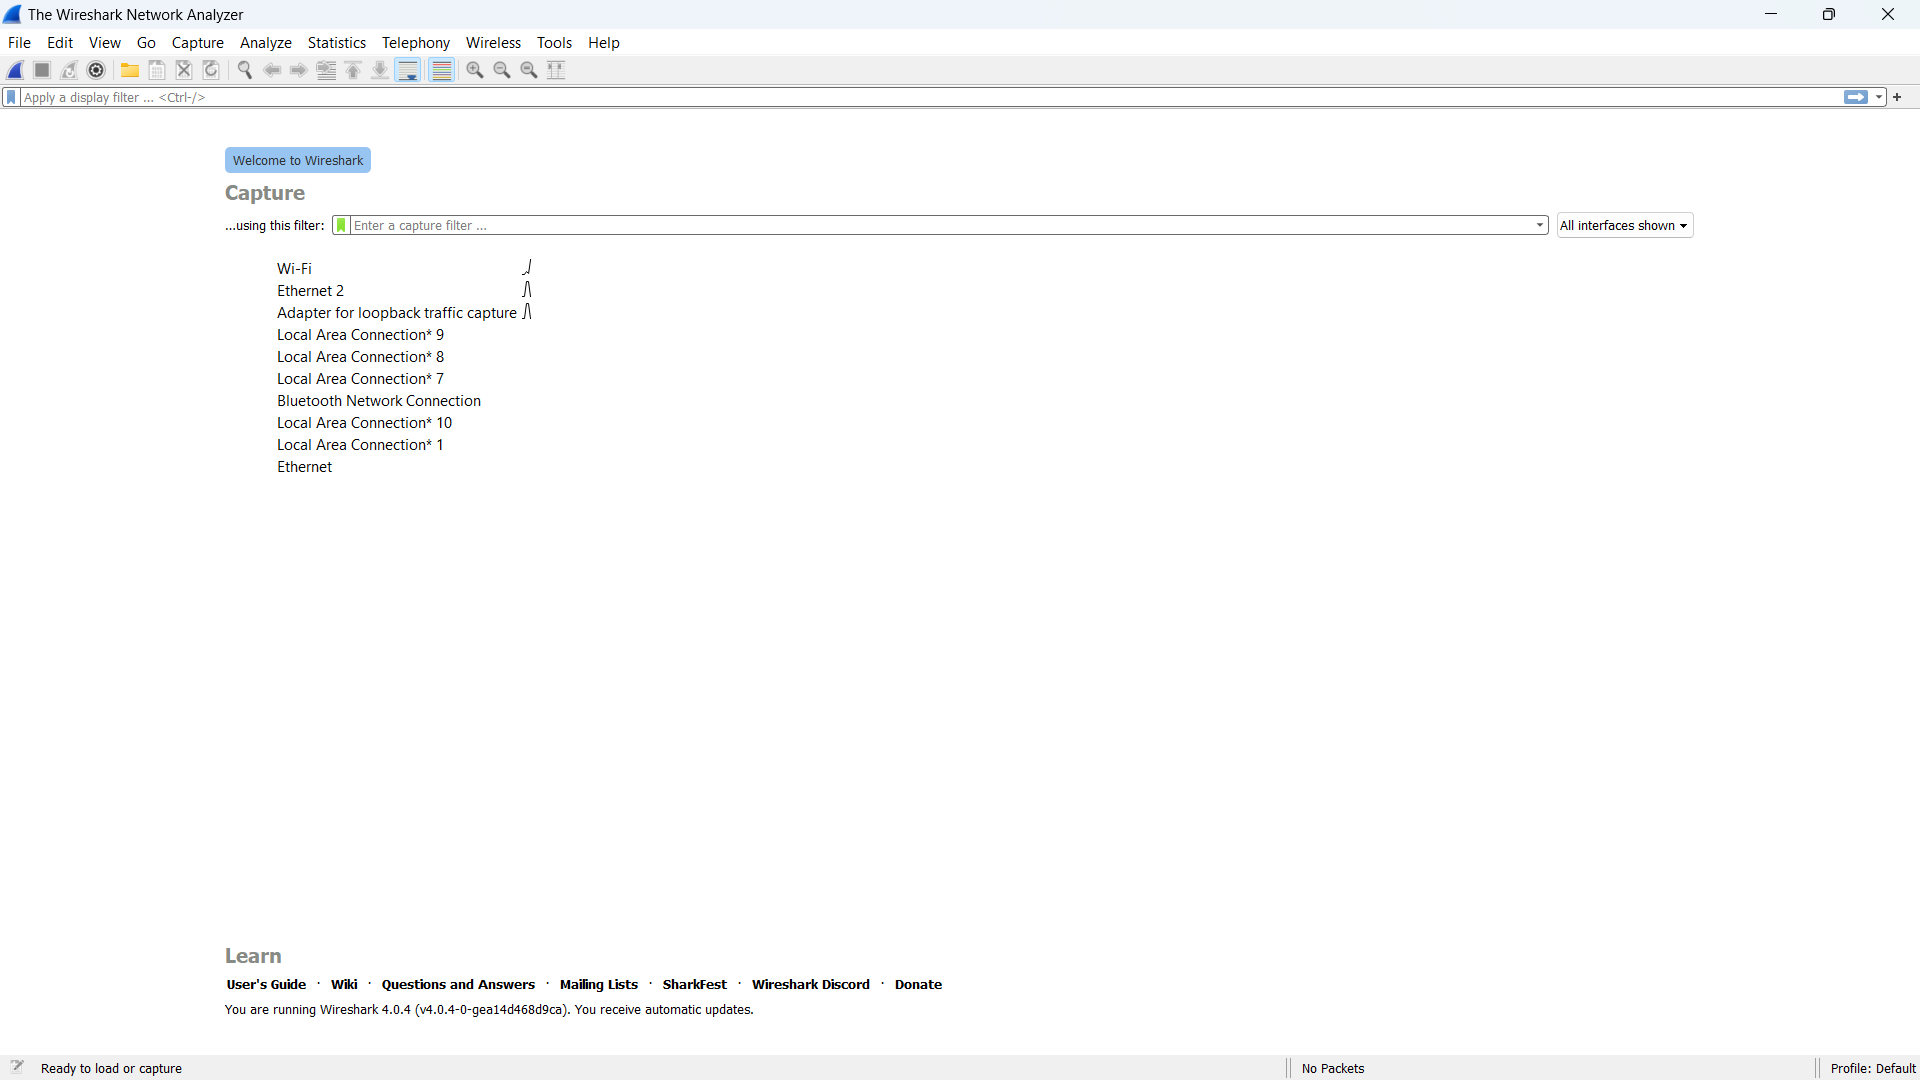 The Wireshark Network Analyzer
File Edit View Go Capture Analyze Statistics Telephony Wireless Tools Help
Apply a display filter ... <Ctrl-/>
Welcome to Wireshark
Capture
...using this filter: Enter a capture filter ... All interfaces shown
Wi-Fi
Ethernet 2
Adapter for loopback traffic capture
Local Area Connection* 9
Local Area Connection* 8
Local Area Connection* 7
Bluetooth Network Connection
Local Area Connection* 10
Local Area Connection* 1
Ethernet
Learn
User's Guide · Wiki · Questions and Answers · Mailing Lists · SharkFest · Wireshark Discord · Donate
You are running Wireshark 4.0.4 (v4.0.4-0-gea14d468d9ca). You receive automatic updates.
Ready to load or capture No Packets Profile: Default